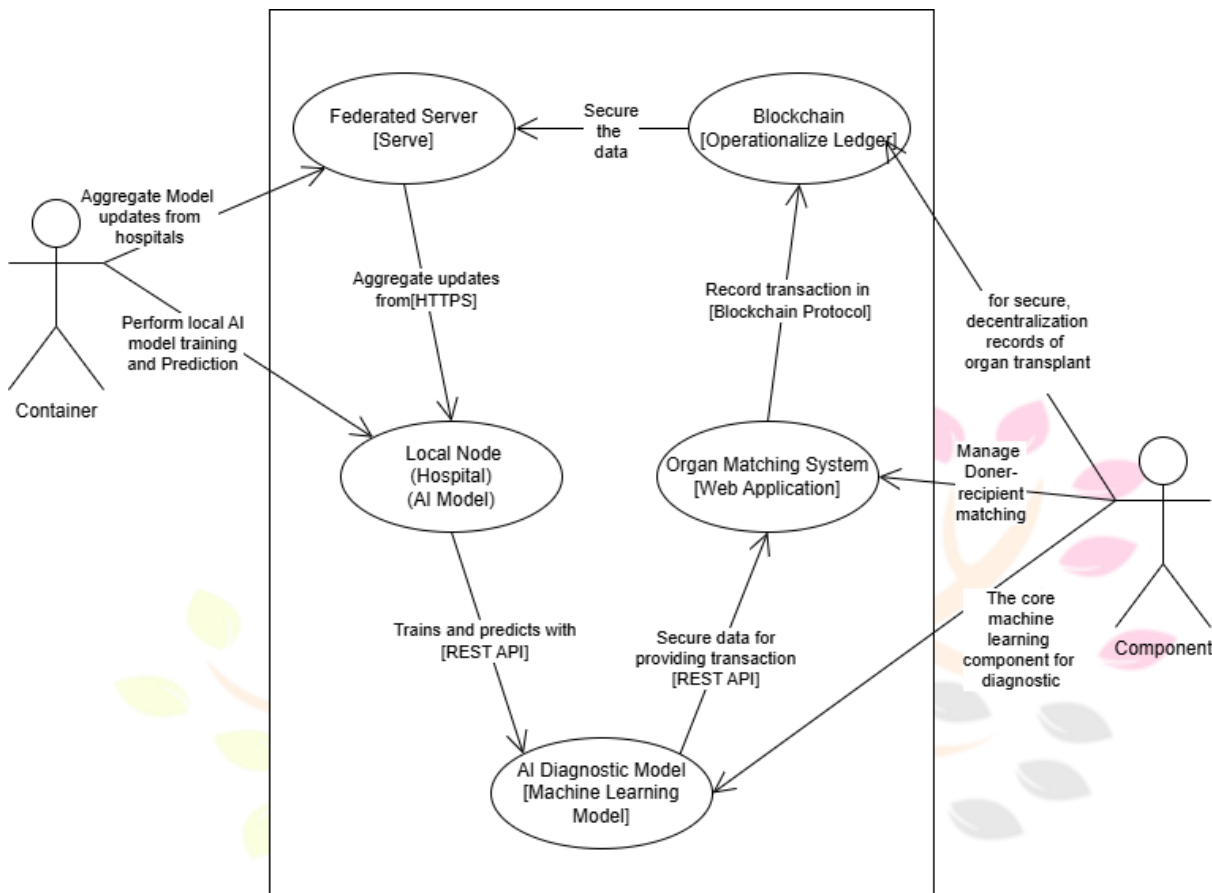 Federated Server
[Serve]
Secure
the
data
Blockchain
[Operationalize Ledger]
Aggregate Model
updates from
hospitals
Aggregate updates
from[HTTPS]
Record transaction in
[Blockchain Protocol]
for secure,
decentralization
records of
organ transplant
Perform local AI
model training
and Prediction
Container
Local Node
(Hospital)
(AI Model)
Organ Matching System
[Web Application]
Manage
Doner-
recipient
matching
Trains and predicts with
[REST API]
Secure data for
providing transaction
[REST API]
The core
machine
learning
component for
diagnostic
Component
AI Diagnostic Model
[Machine Learning
Model]